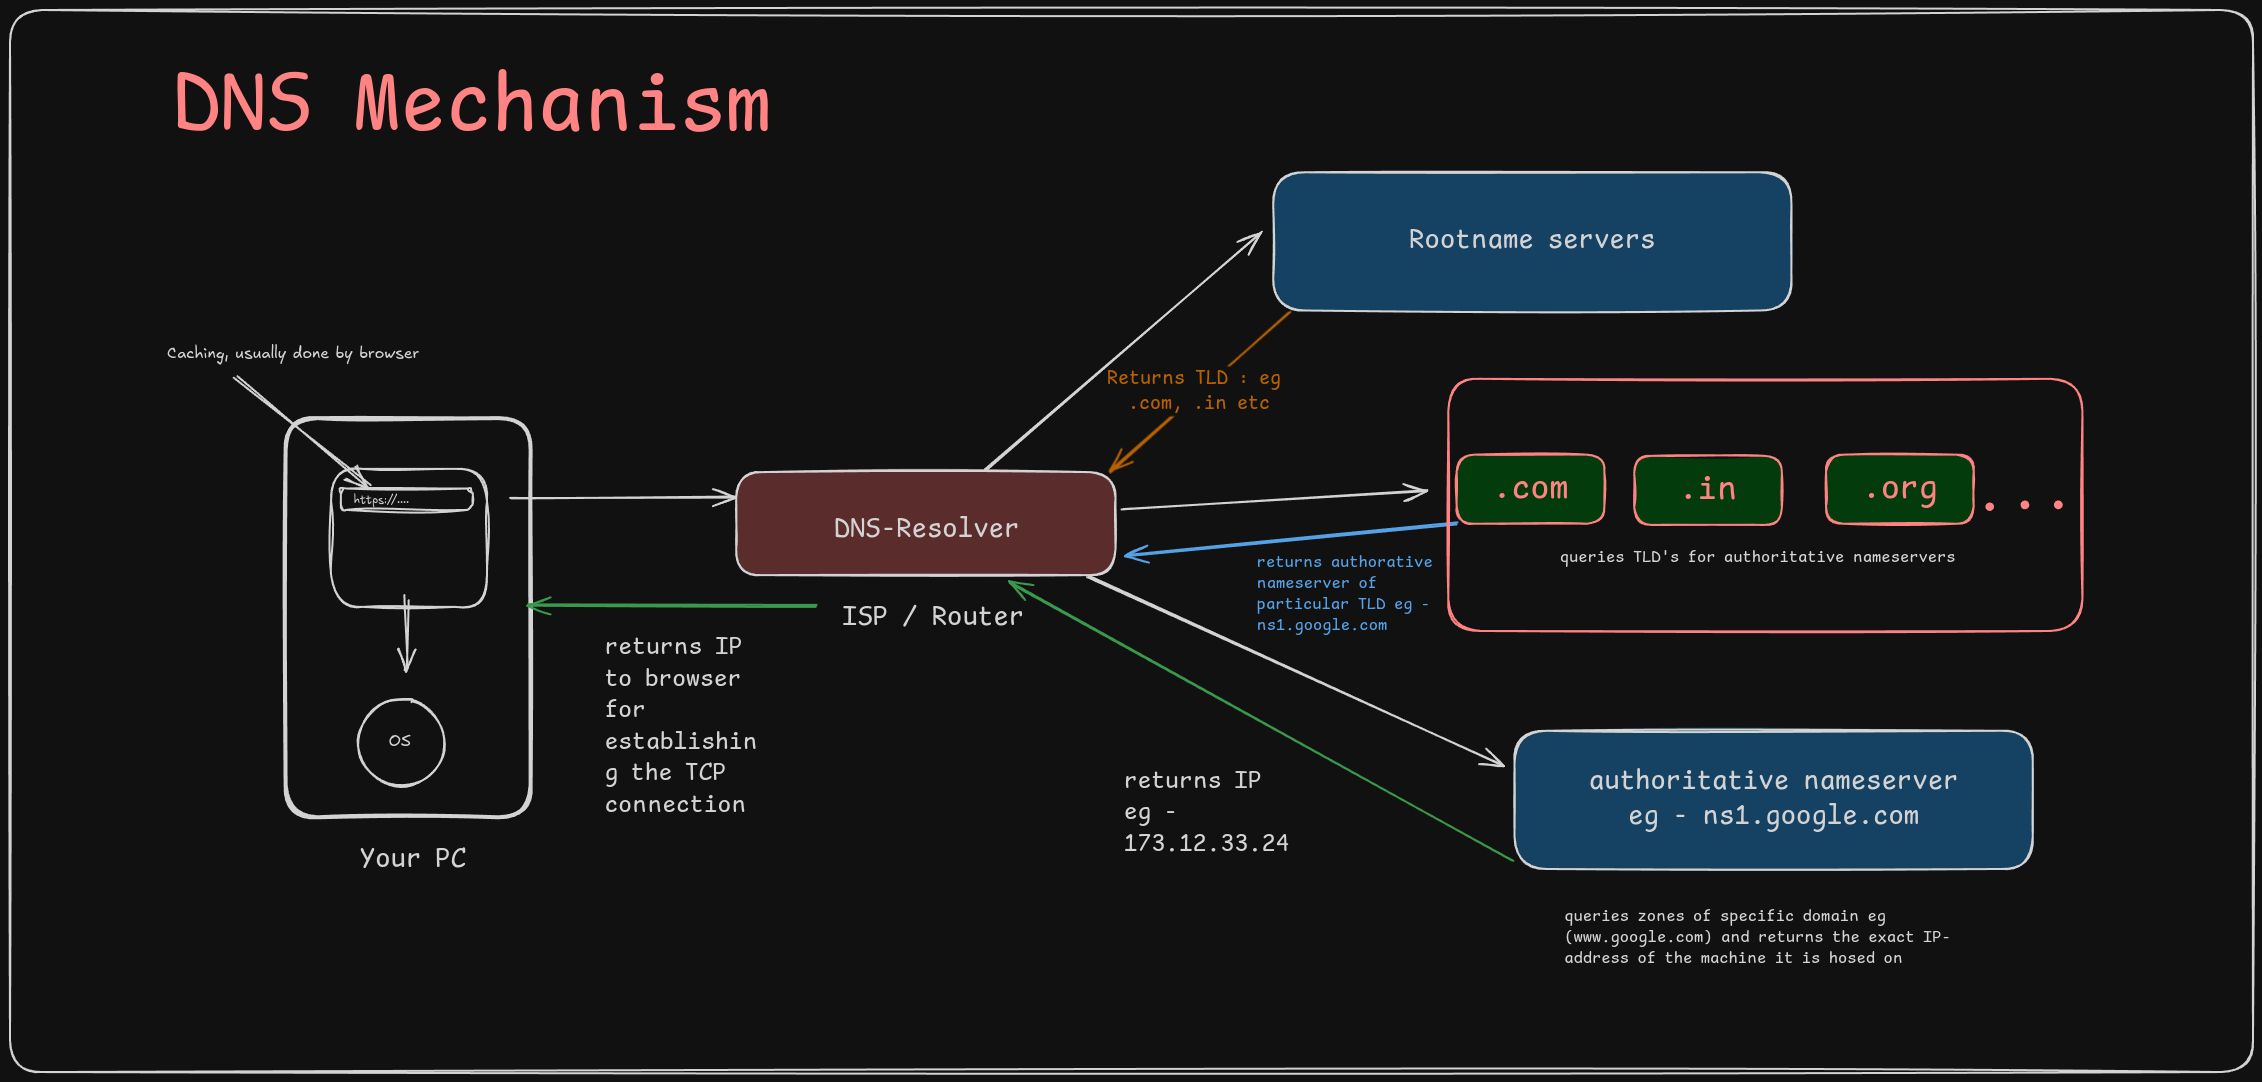 DNS Mechanism
Rootname servers
Caching, usually done by browser
Returns TLD : eg
.com, .in etc
https://....
.com
.in
.org
. . .
DNS-Resolver
queries TLD's for authoritative nameservers
returns authorative
nameserver of
particular TLD eg -
ns1.google.com
ISP / Router
returns IP
to browser
for
establishin
g the TCP
connection
OS
returns IP
eg -
173.12.33.24
authoritative nameserver
eg - ns1.google.com
Your PC
queries zones of specific domain eg
(www.google.com) and returns the exact IP-
address of the machine it is hosed on